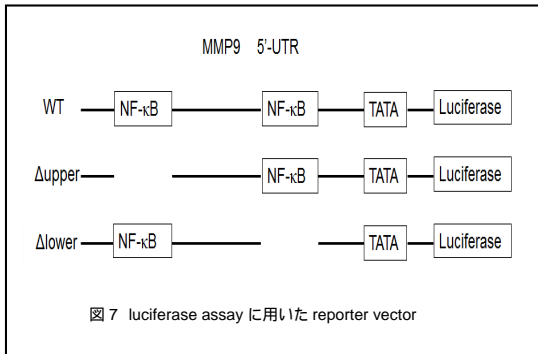 MMP9 5'-UTR
WT NF-κB NF-κB TATA Luciferase
Δupper NF-κB TATA Luciferase
Δlower NF-κB TATA Luciferase
図 7 luciferase assay に用いた reporter vector